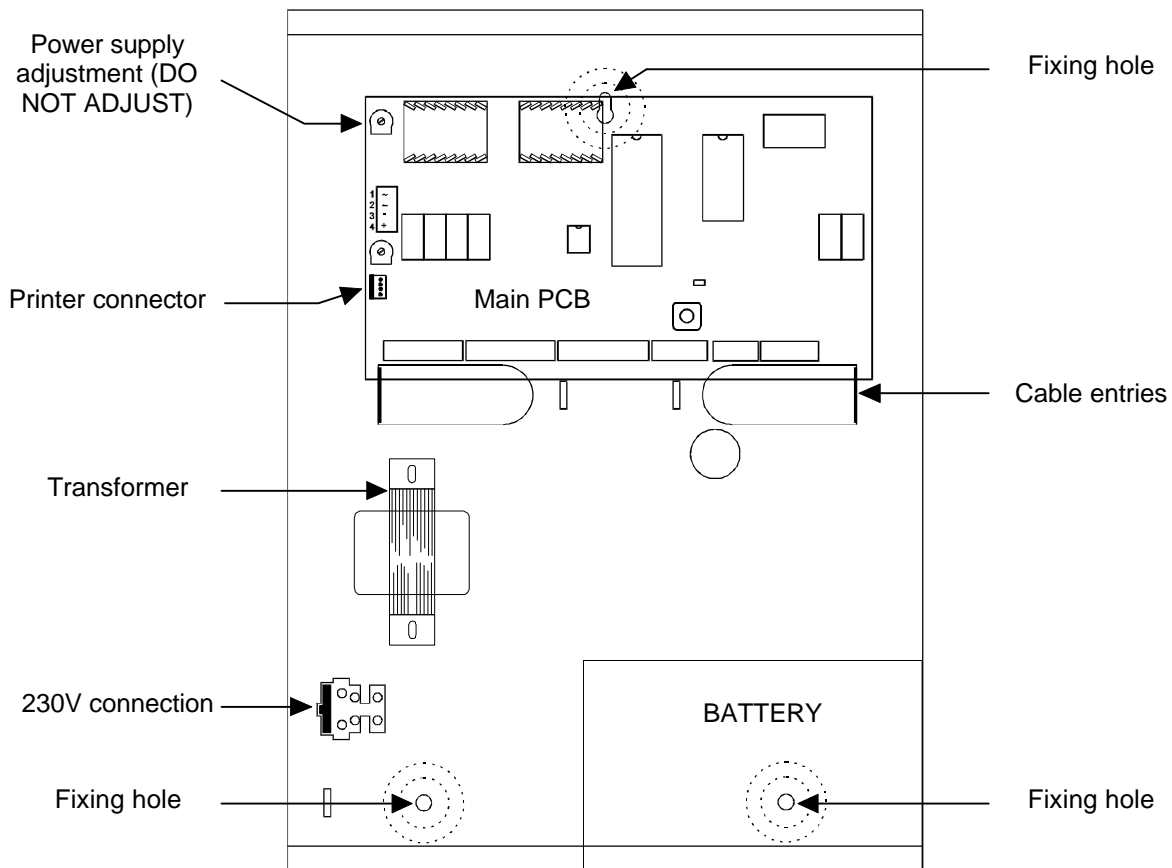 Power supply
adjustment (DO
NOT ADJUST)
Fixing hole
1 ~
2 ~
3 -
4 +
Printer connector
Main PCB
Cable entries
Transformer
230V connection
BATTERY
Fixing hole
Fixing hole